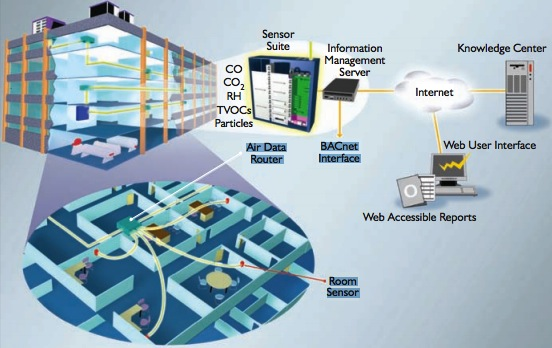 Sensor
Suite
Information
Management
Server
Knowledge Center
CO
CO2
RH
TVOCs
Particles
Internet
Air Data
Router
BACnet
Interface
Web User Interface
Web Accessible Reports
Room
Sensor